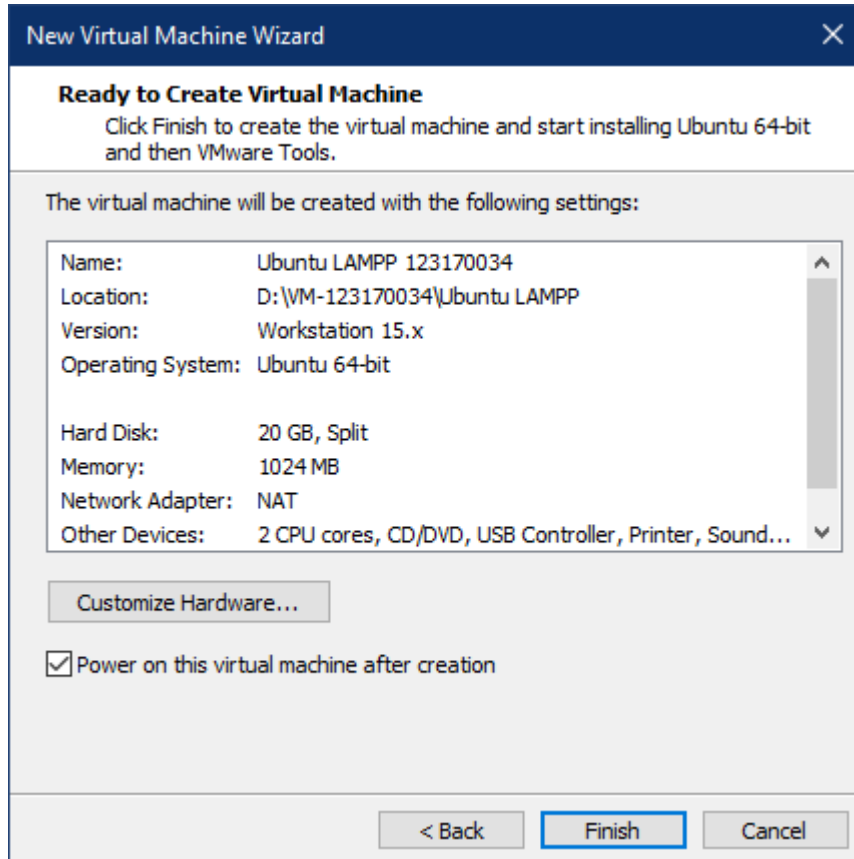 New Virtual Machine Wizard
Ready to Create Virtual Machine
Click Finish to create the virtual machine and start installing Ubuntu 64-bit
and then VMware Tools.
The virtual machine will be created with the following settings:
Name: Ubuntu LAMPP 123170034
Location: D:\VM-123170034\Ubuntu LAMPP
Version: Workstation 15.x
Operating System: Ubuntu 64-bit
Hard Disk: 20 GB, Split
Memory: 1024 MB
Network Adapter: NAT
Other Devices: 2 CPU cores, CD/DVD, USB Controller, Printer, Sound...
Customize Hardware...
Power on this virtual machine after creation
< Back Finish Cancel